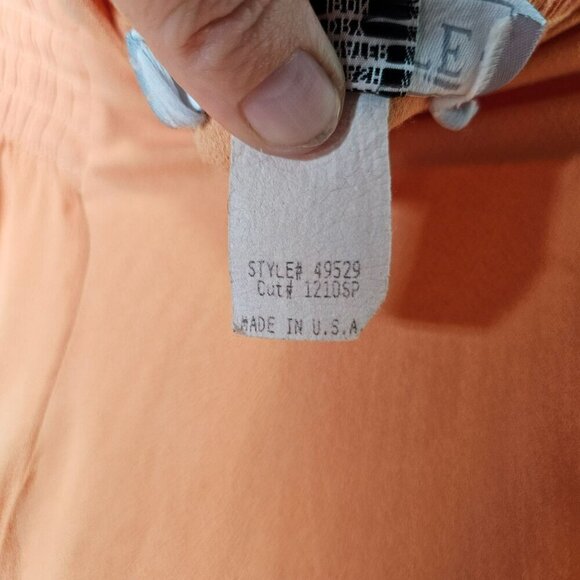 E
STYLE# 49529
Cut# 1210SP
MADE IN U.S.A